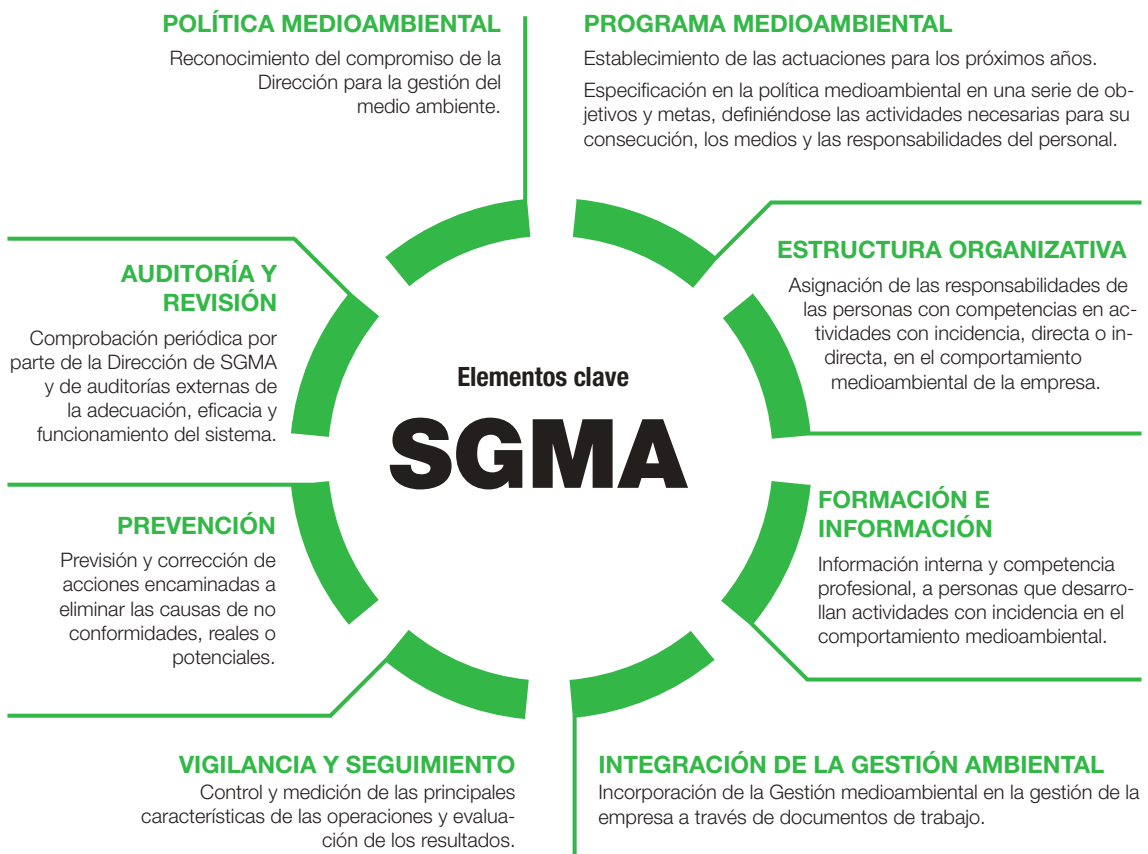 POLÍTICA MEDIOAMBIENTAL
Reconocimiento del compromiso de la
Dirección para la gestión del
medio ambiente.
PROGRAMA MEDIOAMBIENTAL
Establecimiento de las actuaciones para los próximos años.
Especificación en la política medioambiental en una serie de ob-
jetivos y metas, definiéndose las actividades necesarias para su
consecución, los medios y las responsabilidades del personal.
ESTRUCTURA ORGANIZATIVA
Asignación de las responsabilidades de
las personas con competencias en ac-
tividades con incidencia, directa o in-
directa, en el comportamiento
medioambiental de la empresa.
AUDITORÍA Y
REVISIÓN
Comprobación periódica por
parte de la Dirección de SGMA
y de auditorías externas de
la adecuación, eficacia y
funcionamiento del sistema.
Elementos clave
SGMA
FORMACIÓN E
INFORMACIÓN
Información interna y competencia
profesional, a personas que desarro-
llan actividades con incidencia en el
comportamiento medioambiental.
PREVENCIÓN
Previsión y corrección de
acciones encaminadas a
eliminar las causas de no
conformidades, reales o
potenciales.
VIGILANCIA Y SEGUIMIENTO
Control y medición de las principales
características de las operaciones y evalua-
ción de los resultados.
INTEGRACIÓN DE LA GESTIÓN AMBIENTAL
Incorporación de la Gestión medioambiental en la gestión de la
empresa a través de documentos de trabajo.